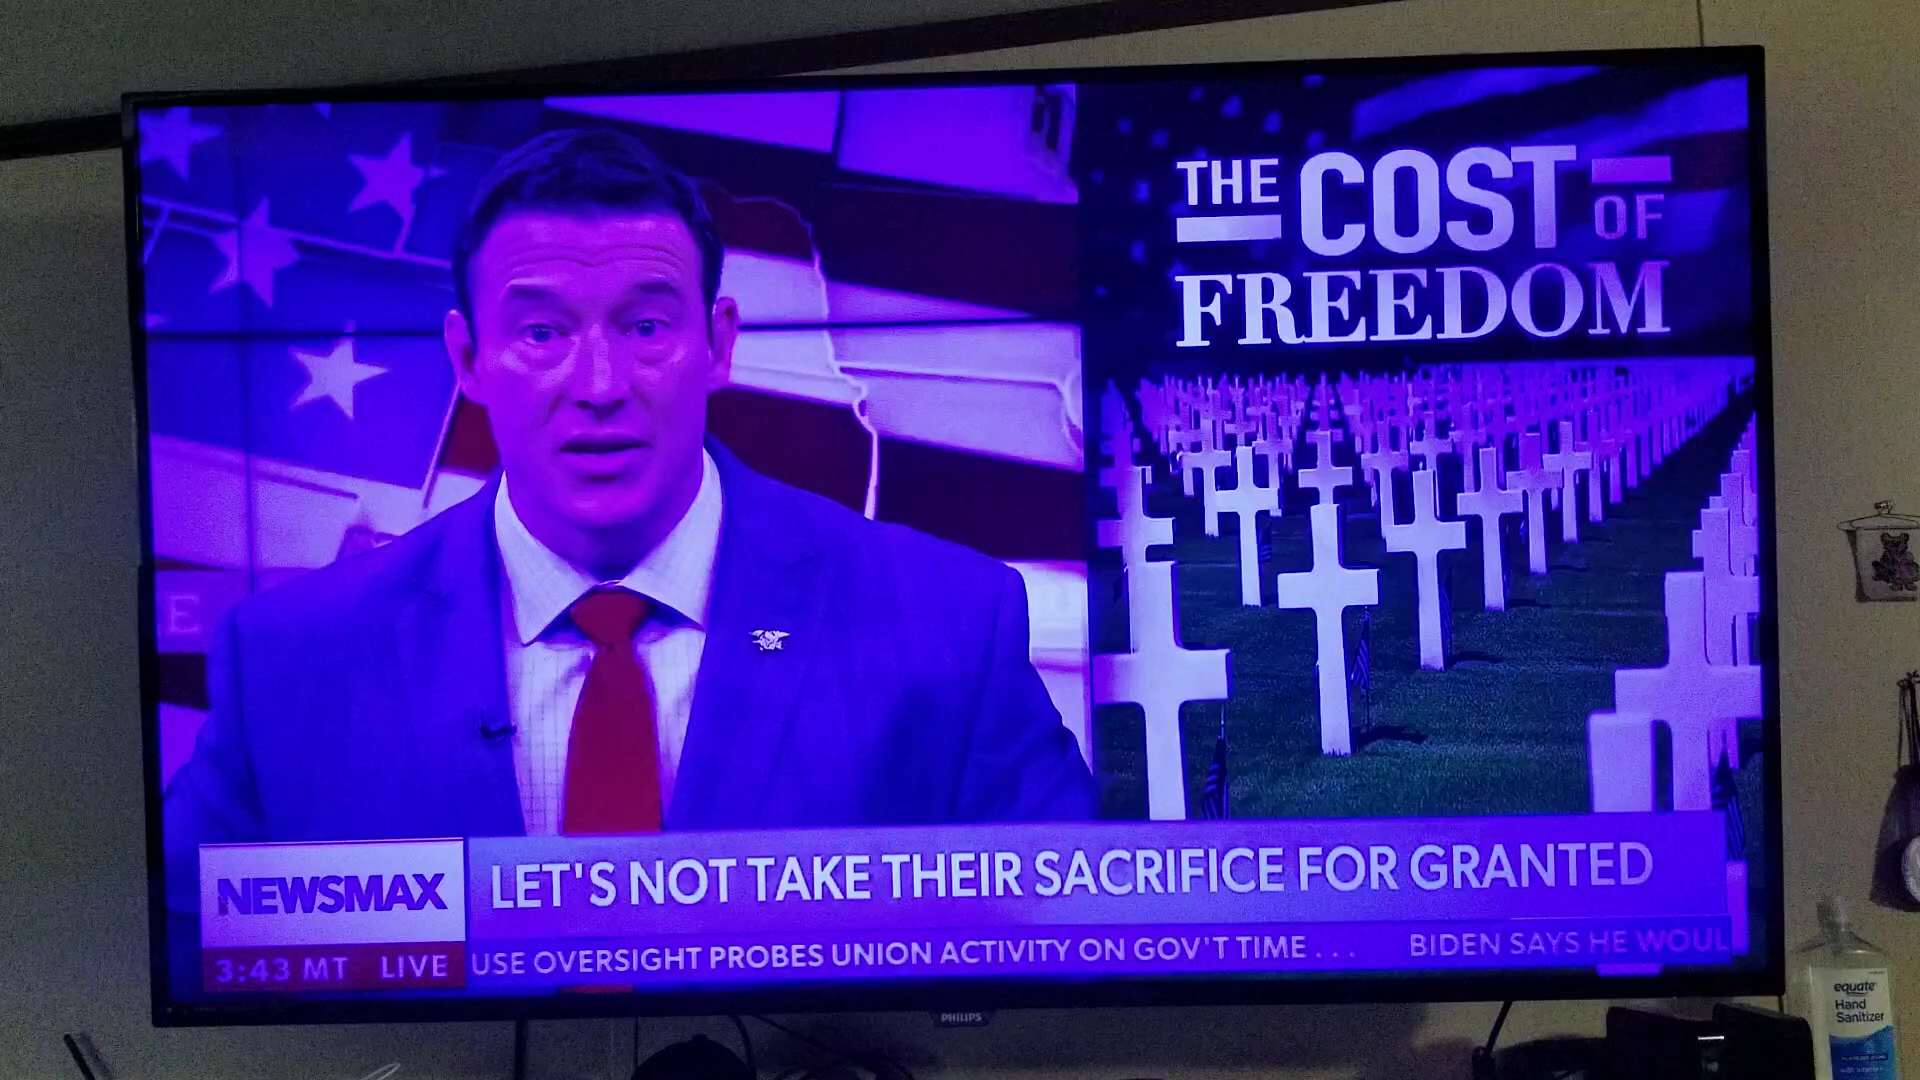 THE COST OF
FREEDOM
E
NEWSMAX
LET'S NOT TAKE THEIR SACRIFICE FOR GRANTED
3:43 MT LIVE
USE OVERSIGHT PROBES UNION ACTIVITY ON GOV'T TIME... BIDEN SAYS HE WOUL
PHILIPS
equate
Hand
Sanitizer